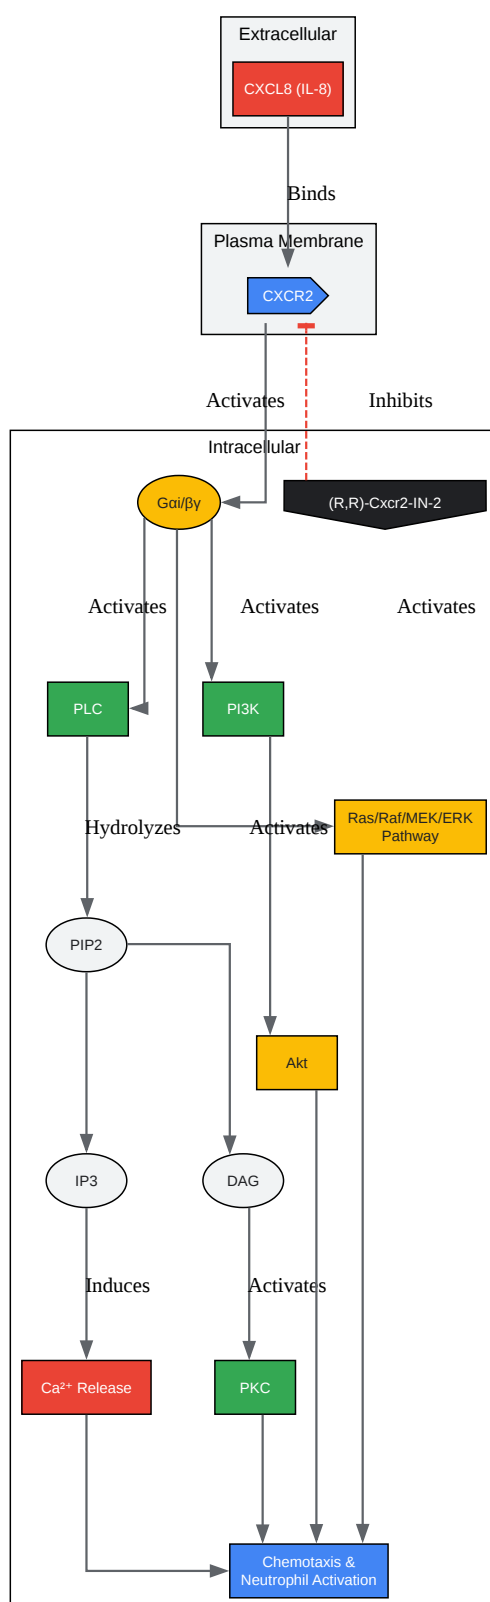 Extracellular
CXCL8 (IL-8)
Binds
Plasma Membrane
CXCR2
Activates
Inhibits
Intracellular
Gαi/βγ
(R,R)-Cxcr2-IN-2
Activates
Activates
Activates
PLC
PI3K
Hydrolyzes
Activates
Ras/Raf/MEK/ERK
Pathway
PIP2
Akt
IP3
DAG
Induces
Activates
Ca²⁺ Release
PKC
Chemotaxis &
Neutrophil Activation